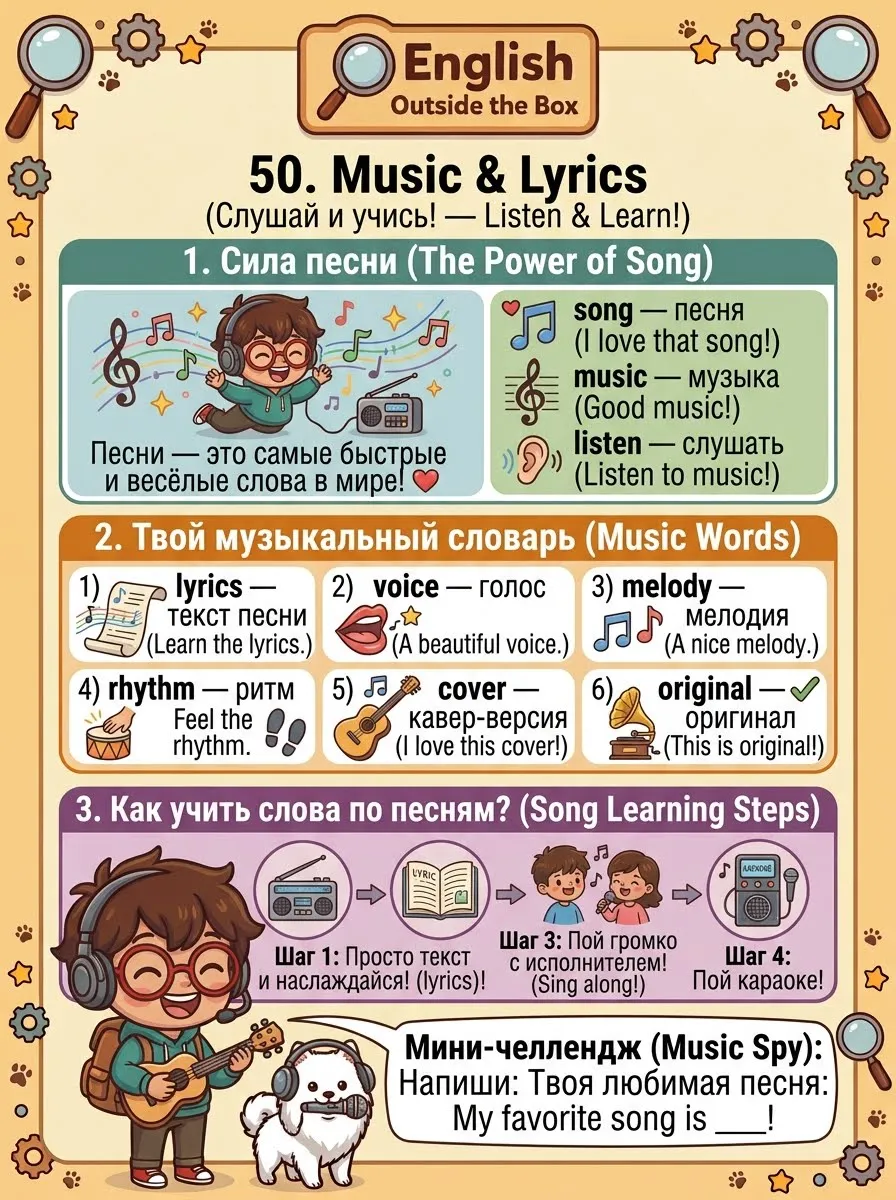 English
Outside the Box
50. Music & Lyrics
(Слушай и учись! — Listen & Learn!)
1. Сила песни (The Power of Song)
Песни — это самые быстрые
и весёлые слова в мире!
song — песня
(I love that song!)
music — музыка
(Good music!)
listen — слушать
(Listen to music!)
2. Твой музыкальный словарь (Music Words)
1) lyrics —
текст песни
(Learn the lyrics.)
2) voice — голос
(A beautiful voice.)
3) melody —
мелодия
(A nice melody.)
4) rhythm — ритм
Feel the
rhythm.
5) cover —
кавер-версия
(I love this cover!)
6) original —
оригинал
(This is original!)
3. Как учить слова по песням? (Song Learning Steps)
LYRIC
Шаг 1: Просто текст
и наслаждайся! (lyrics)!
Шаг 3: Пой громко
с исполнителем!
(Sing along!)
Шаг 4:
Пой караоке!
Мини-челлендж (Music Spy):
Напиши: Твоя любимая песня:
My favorite song is ___!